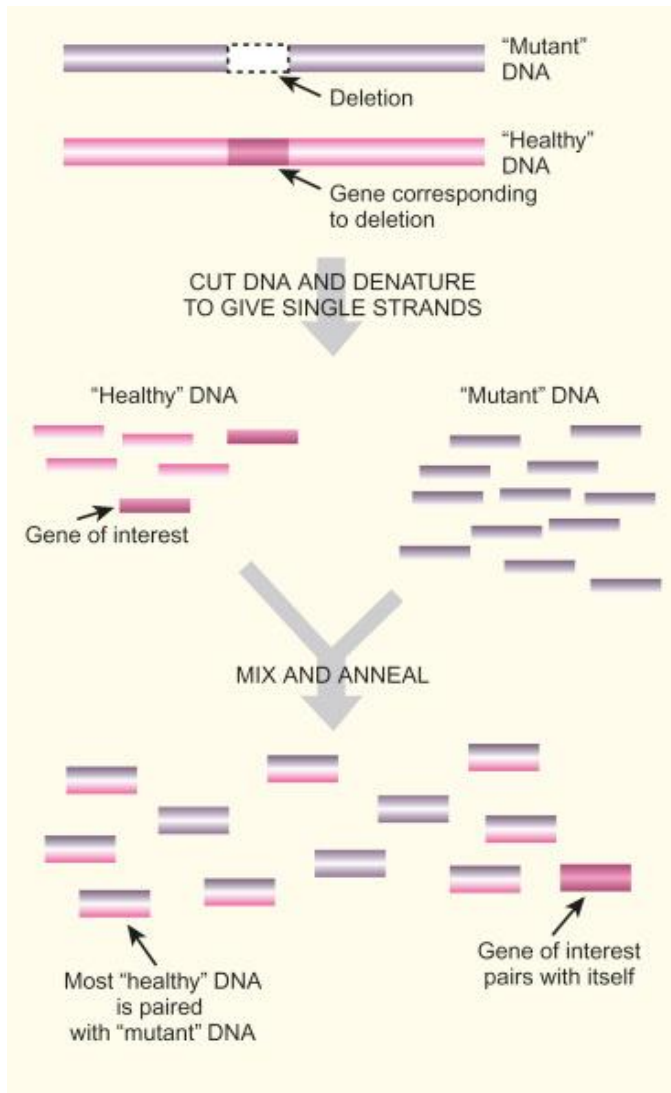 “Mutant”
DNA
Deletion
“Healthy”
DNA
Gene corresponding
to deletion
CUT DNA AND DENATURE
TO GIVE SINGLE STRANDS
“Healthy” DNA
“Mutant” DNA
Gene of interest
MIX AND ANNEAL
Most “healthy” DNA
is paired
with “mutant” DNA
Gene of interest
pairs with itself